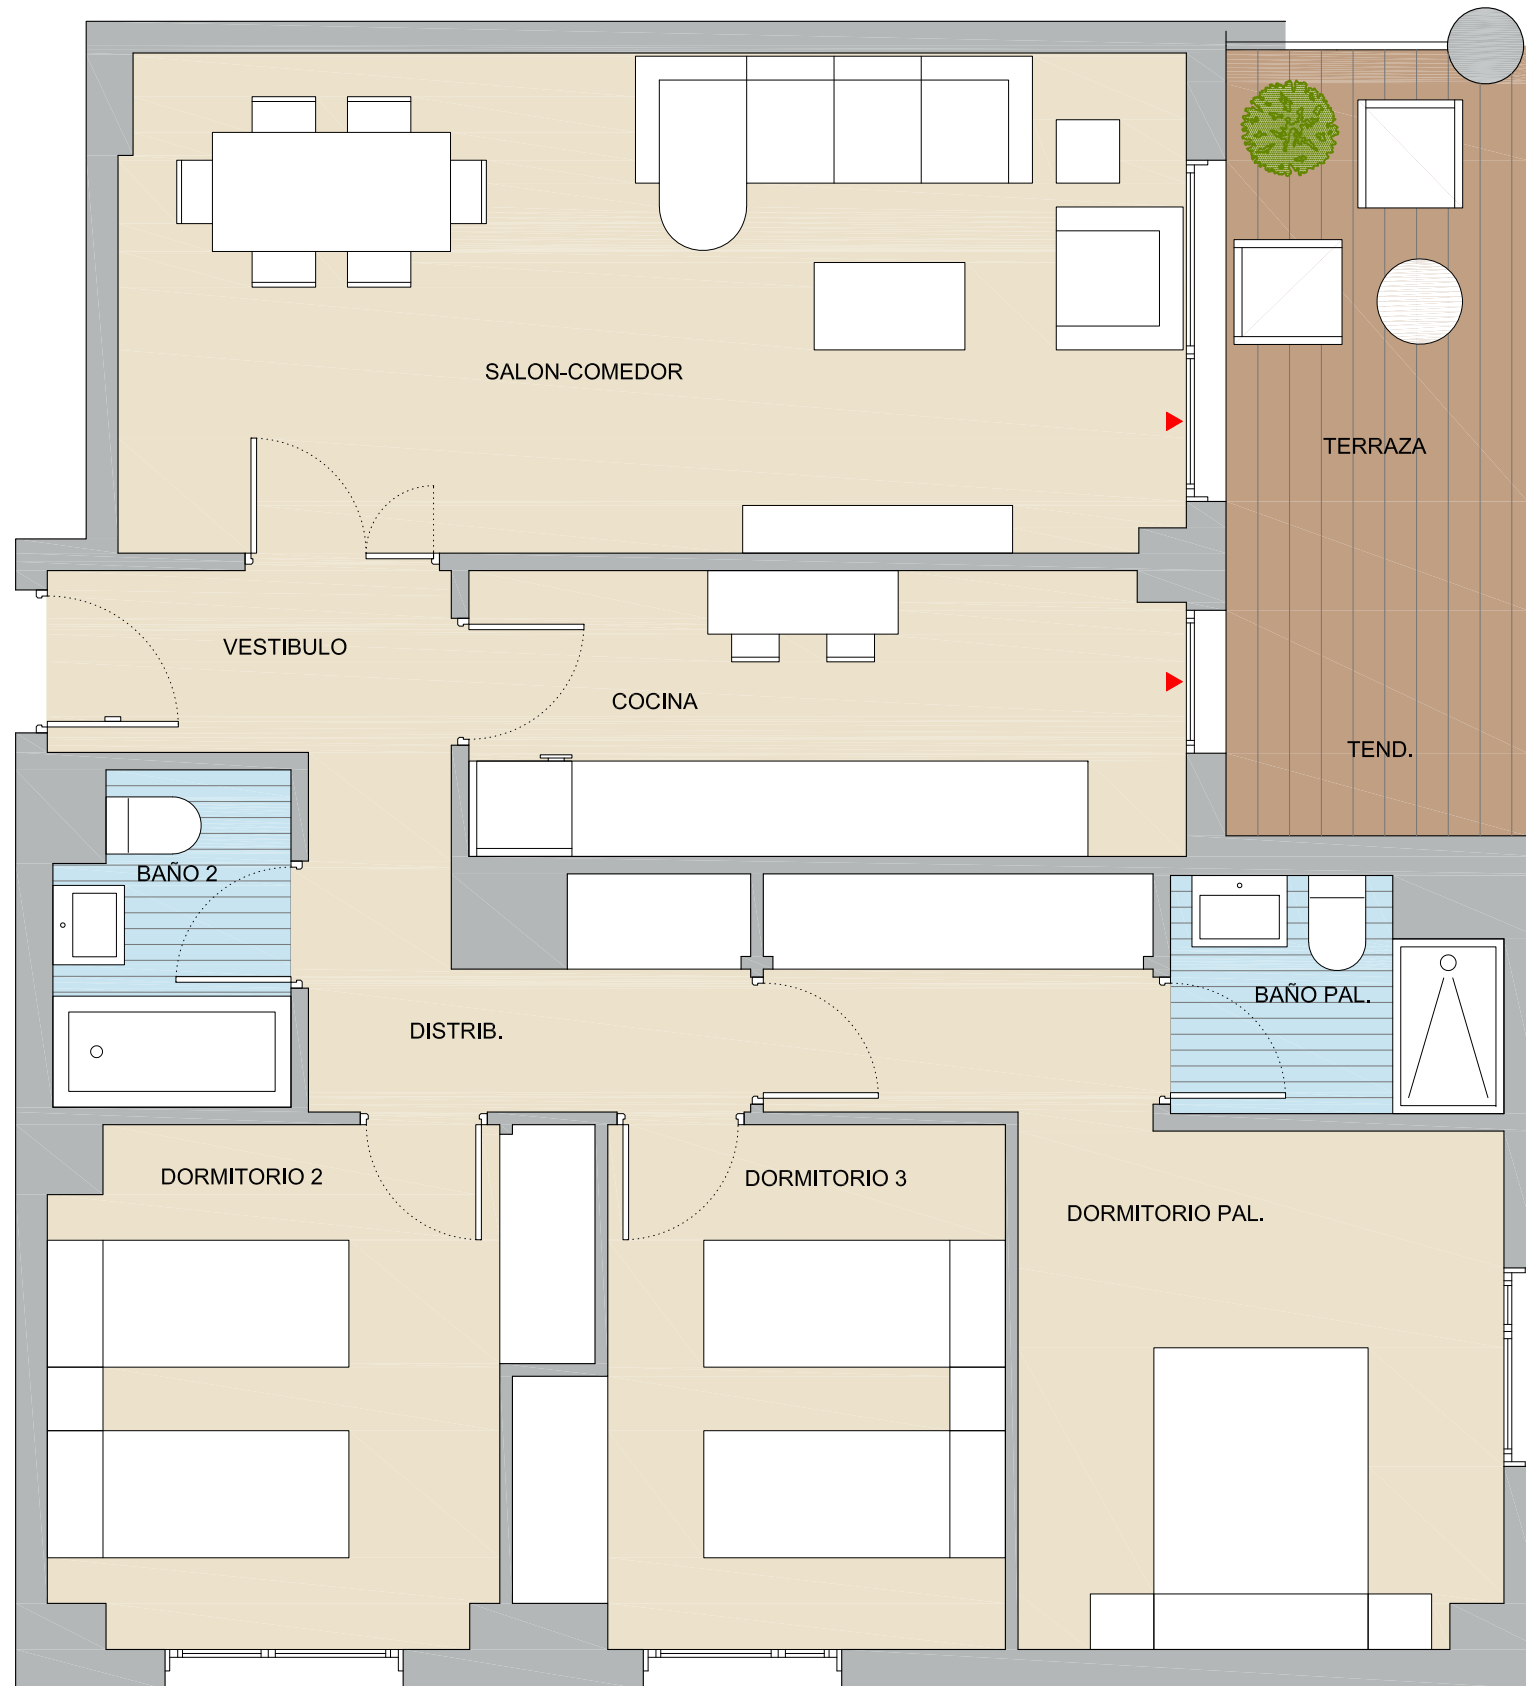 SALON-COMEDOR
TERRAZA
VESTIBULO
COCINA
TEND.
BAÑO 2
BAÑO PAL.
DISTRIB.
DORMITORIO 2
DORMITORIO 3
DORMITORIO PAL.